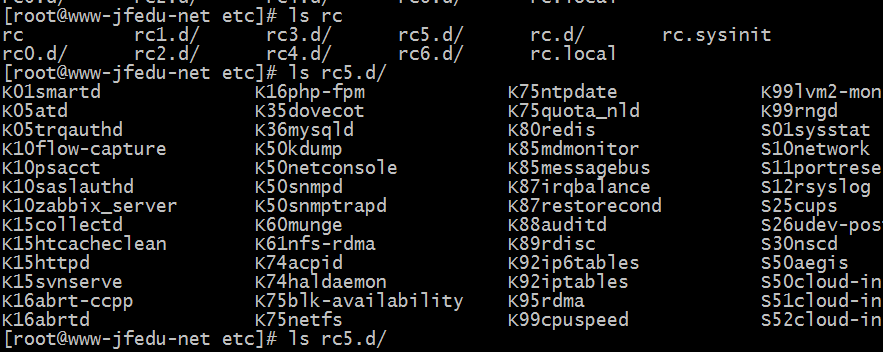 [root@www-jfedu-net etc]# ls rc
rc rc1.d/ rc3.d/ rc5.d/ rc.d/ rc.sysinit
rc0.d/ rc2.d/ rc4.d/ rc6.d/ rc.local
[root@www-jfedu-net etc]# ls rc5.d/
K01smartd K16php-fpm K75ntpdate K99lvm2-mon
K05atd K35dovecot K75quota_nld K99rngd
K05trqauthd K36mysqld K80redis S01sysstat
K10flow-capture K50kdump K85mdmonitor S10network
K10psacct K50netconsole K85messagebus S11portrese
K10saslauthd K50snmpd K87irqbalance S12rsyslog
K10zabbix_server K50snmptrapd K87restorecond S25cups
K15collectd K60munge K88auditd S26udev-pos
K15htcacheclean K61nfs-rdma K89rdisc S30nscd
K15httpd K74acpid K92ip6tables S50aegis
K15svnserve K74haldaemon K92iptables S50cloud-in
K16abrt-ccpp K75blk-availability K95rdma S51cloud-in
K16abrtd K75netfs K99cpuspeed S52cloud-in
[root@www-jfedu-net etc]# ls rc5.d/